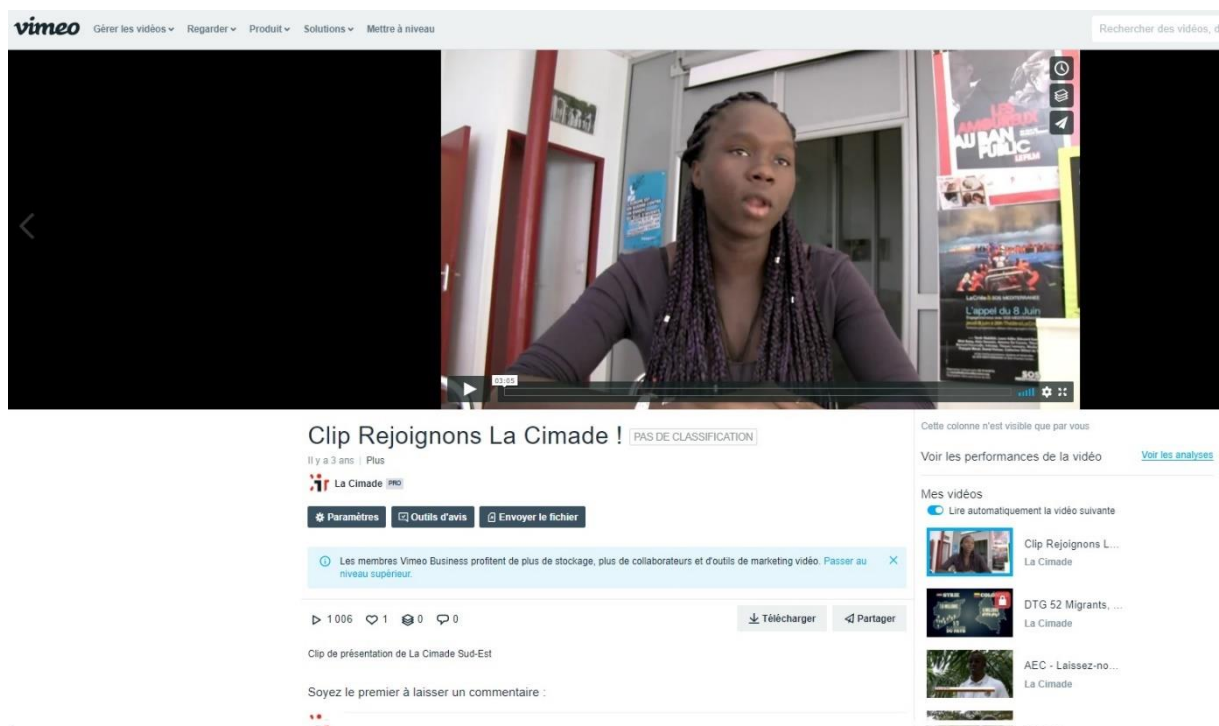 vimeo Gérer les vidéos Regarder Produit Solutions Mettre à niveau Rechercher des vidéos, d
LES
AMOUREUX
AU BAN
PUBLIC
LE FILM
L'appel du 8 Juin
SOS
03:05
Clip Rejoignons La Cimade ! PAS DE CLASSIFICATION
Il y a 3 ans | Plus
La Cimade PRO
Paramètres Outils d'avis Envoyer le fichier
Les membres Vimeo Business profitent de plus de stockage, plus de collaborateurs et d'outils de marketing vidéo. Passer au
niveau supérieur.
1 006 1 0 0 Télécharger Partager
Clip de présentation de La Cimade Sud-Est
Soyez le premier à laisser un commentaire :
Cette colonne n'est visible que par vous
Voir les performances de la vidéo Voir les analyses
Mes vidéos
Lire automatiquement la vidéo suivante
Clip Rejoignons L...
La Cimade
DTG 52 Migrants, ...
La Cimade
AEC - Laissez-no...
La Cimade